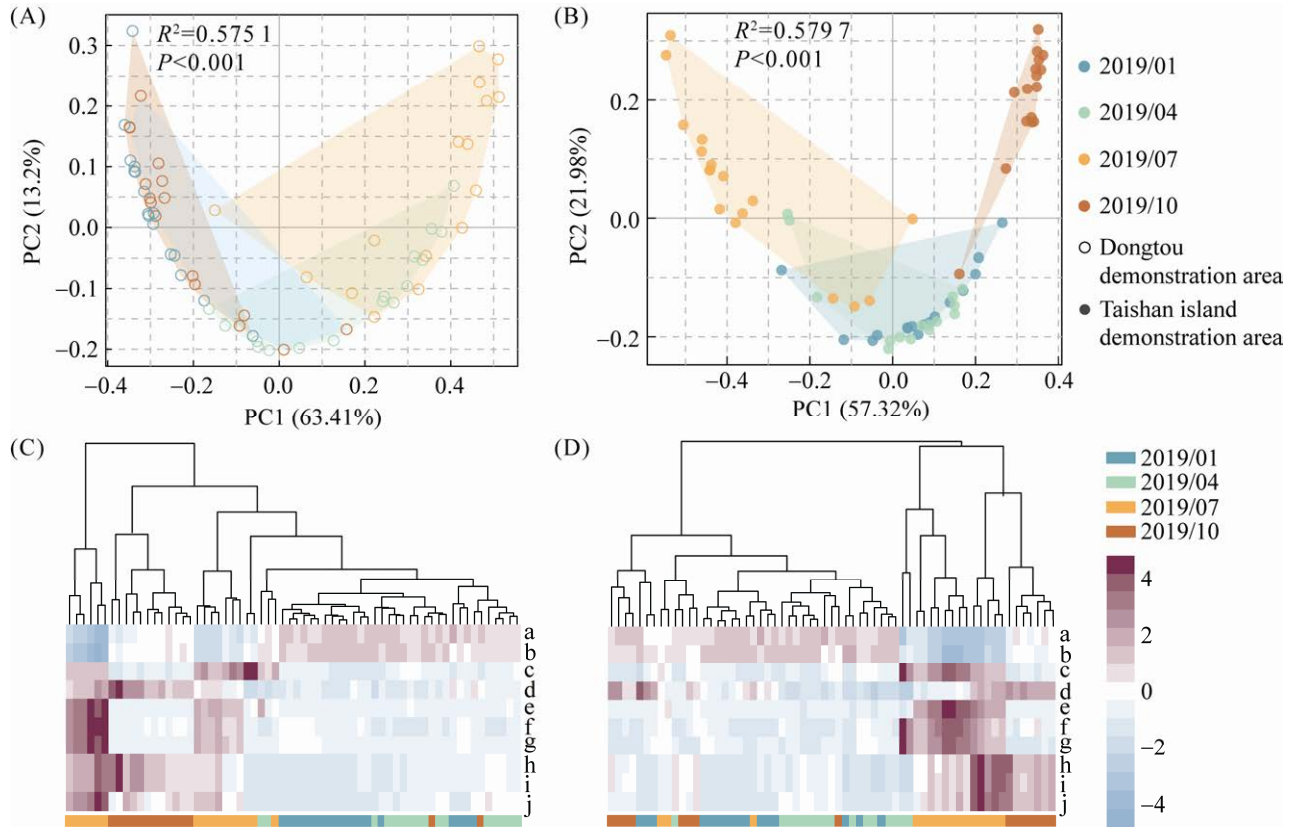 (A)
R²=0.575 1
P<0.001
0.3
0.2
0.1
0.0
−0.1
−0.2
PC2 (13.2%)
−0.4
−0.2
0.0
0.2
0.4
PC1 (63.41%)
(B)
R²=0.579 7
P<0.001
0.2
0.0
−0.2
PC2 (21.98%)
−0.4
−0.2
0.0
0.2
0.4
PC1 (57.32%)
2019/01
2019/04
2019/07
2019/10
Dongtou
demonstration area
Taishan island
demonstration area
(C)
a
b
c
d
e
f
g
h
i
j
(D)
a
b
c
d
e
f
g
h
i
j
2019/01
2019/04
2019/07
2019/10
4
2
0
−2
−4